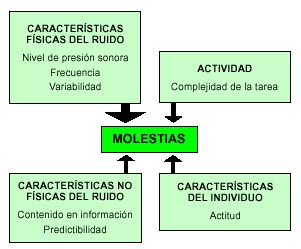 CARACTERÍSTICAS
FÍSICAS DEL RUIDO
Nivel de presión sonora
Frecuencia
Variabilidad
ACTIVIDAD
Complejidad de la tarea
MOLESTIAS
CARACTERÍSTICAS NO
FÍSICAS DEL RUIDO
Contenido en información
Predictibilidad
CARACTERÍSTICAS
DEL INDIVIDUO
Actitud